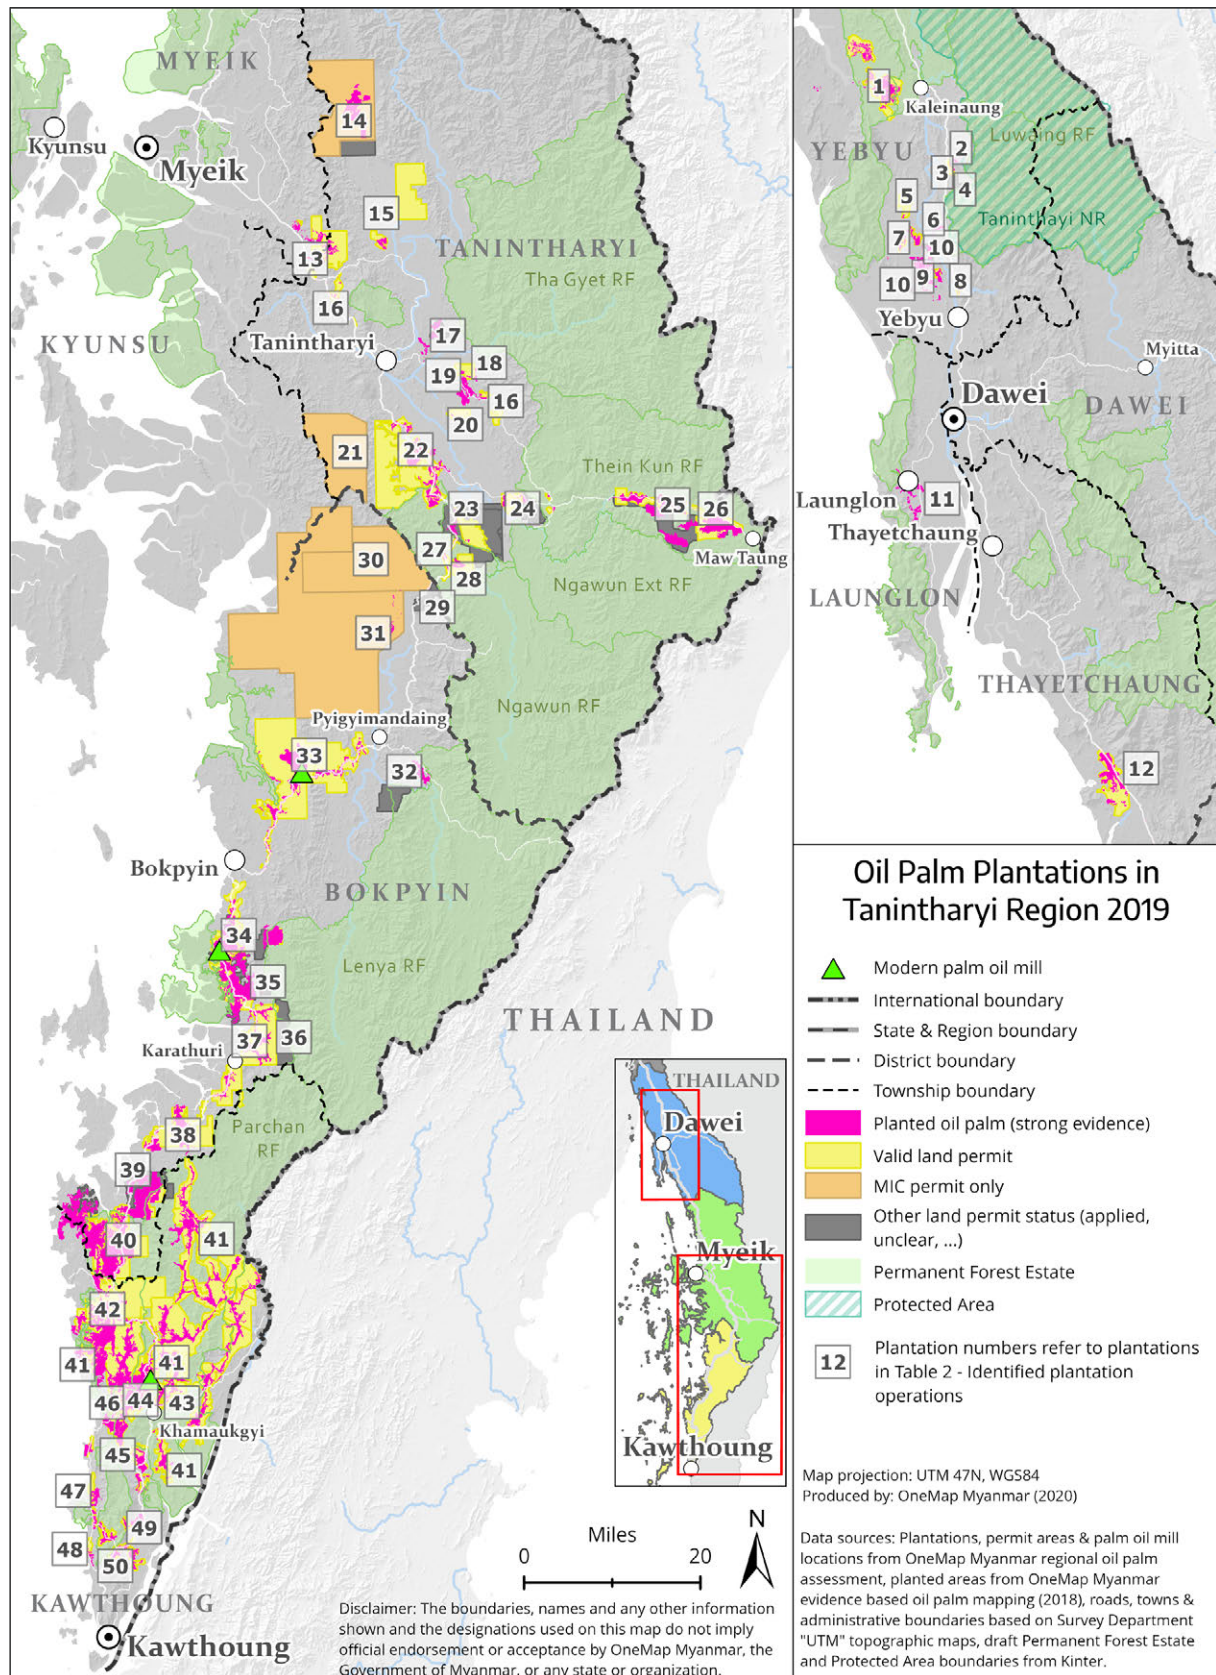 MYEIK
Kyunsu
Myeik
14
15
TANINTHARYI
Tha Gyet RF
13
16
KYUNSU
Tanintharyi
17
18
19
16
20
21
22
Thein Kun RF
23
24
25
26
Maw Taung
27
28
30
Ngawun Ext RF
29
31
Ngawun RF
Pyigyimandaing
33
32
Bokpyin
BOKPYIN
34
Lenya RF
35
THAILAND
37
36
Karathuri
Parchan
RF
38
39
40
41
42
41
41
46
44
43
Khamaukgyi
45
41
47
49
48
50
KAWTHOUNG
Kawthoung
1
Kaleinaung
Luwaing RF
YEBYU
2
3
4
5
Taninthayi NR
6
7
10
10
9
8
Yebyu
Myitta
Dawei
DAWEI
Launglon
11
Thayetchaung
LAUNGLON
THAYETCHAUNG
12
THAILAND
Dawei
Myeik
Kawthoung
Miles
0
20
N
Disclaimer: The boundaries, names and any other information
shown and the designations used on this map do not imply
official endorsement or acceptance by OneMap Myanmar, the
Government of Myanmar, or any state or organization.
Oil Palm Plantations in
Tanintharyi Region 2019
Modern palm oil mill
International boundary
State & Region boundary
District boundary
Township boundary
Planted oil palm (strong evidence)
Valid land permit
MIC permit only
Other land permit status (applied,
unclear, ...)
Permanent Forest Estate
Protected Area
12
Plantation numbers refer to plantations
in Table 2 - Identified plantation
operations
Map projection: UTM 47N, WGS84
Produced by: OneMap Myanmar (2020)
Data sources: Plantations, permit areas & palm oil mill
locations from OneMap Myanmar regional oil palm
assessment, planted areas from OneMap Myanmar
evidence based oil palm mapping (2018), roads, towns &
administrative boundaries based on Survey Department
"UTM" topographic maps, draft Permanent Forest Estate
and Protected Area boundaries from Kinter.